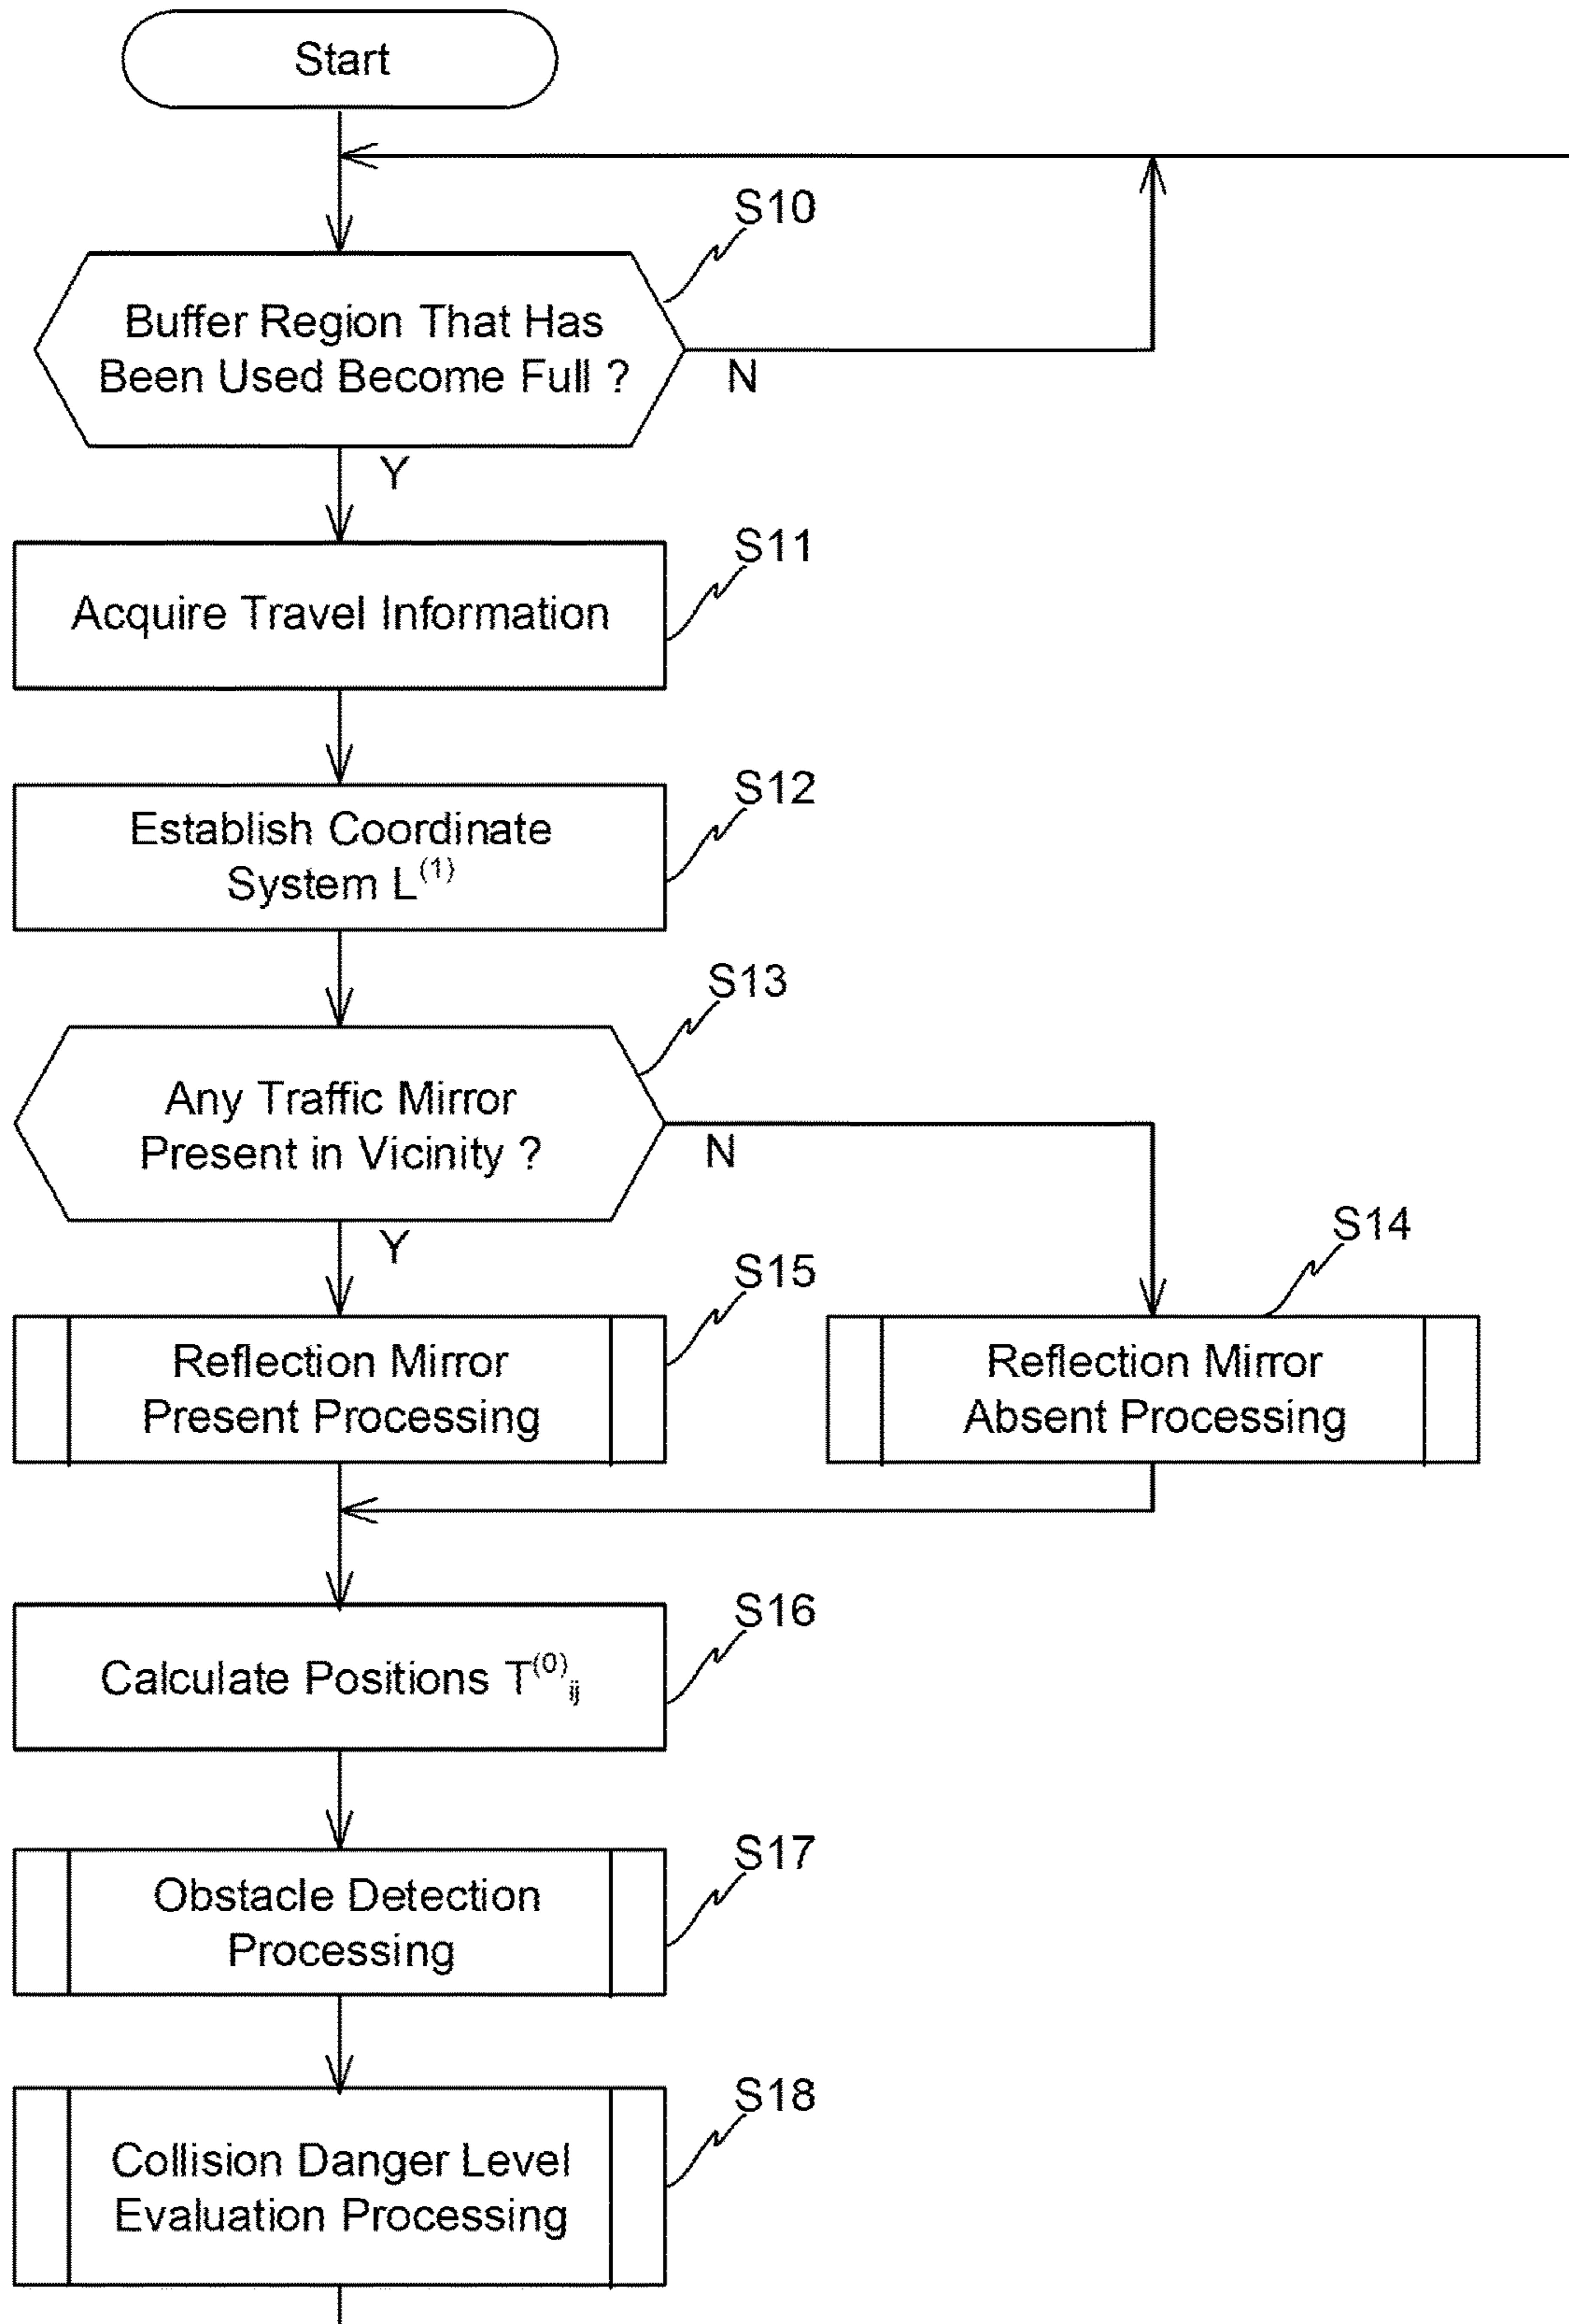 Start
S10
Buffer Region That Has
Been Used Become Full ?
N
Y
S11
Acquire Travel Information
S12
Establish Coordinate
System L⁽¹⁾
S13
Any Traffic Mirror
Present in Vicinity ?
N
Y
S14
S15
Reflection Mirror
Present Processing
Reflection Mirror
Absent Processing
S16
Calculate Positions T⁽⁰⁾ᵢⱼ
S17
Obstacle Detection
Processing
S18
Collision Danger Level
Evaluation Processing